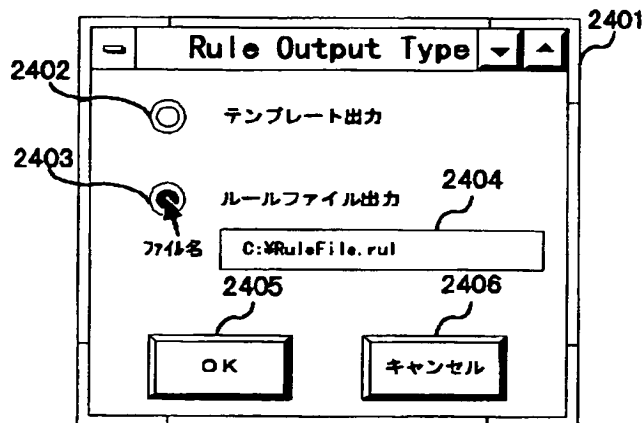 2401
Rule Output Type
2402
テンプレート出力
2403
ルールファイル出力
2404
ファイル名
C:¥RuleFile.rul
2405
2406
OK
キャンセル